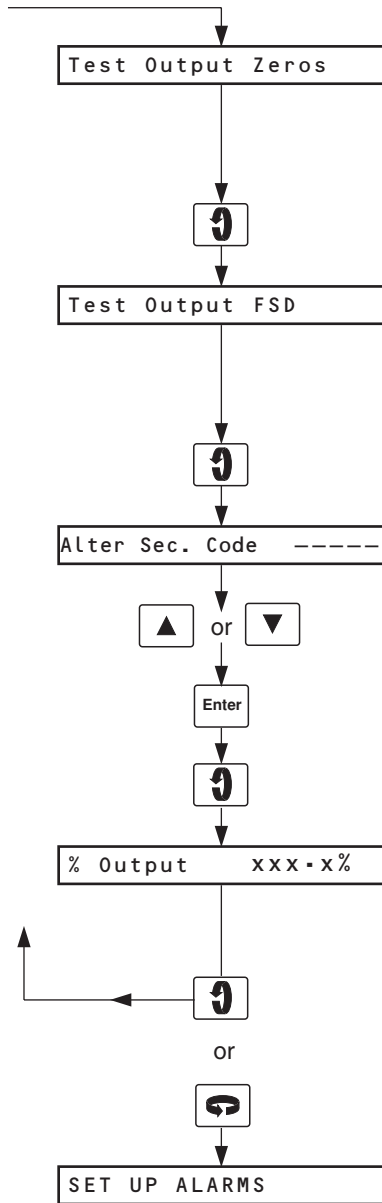 Test Output Zeros
Test Output FSD
Alter Sec. Code -----
or
Enter
% Output xxx.x%
or
SET UP ALARMS